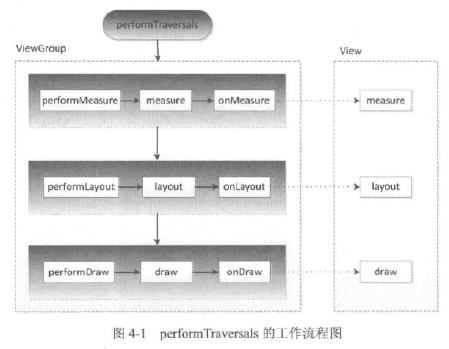 performTraversals
ViewGroup
View
performMeasure measure onMeasure measure
performLayout layout onLayout layout
performDraw draw onDraw draw
图 4-1 performTraversals 的工作流程图